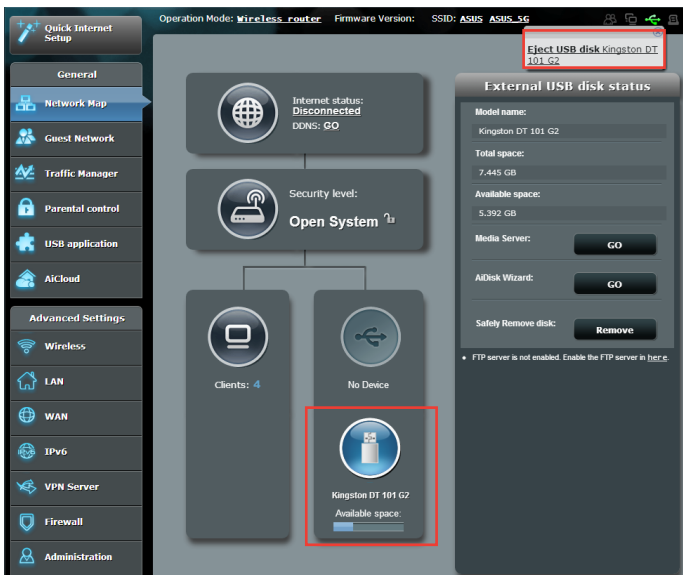 Quick Internet
Setup
Operation Mode: Wireless router Firmware Version: SSID: ASUS ASUS_5G
Eject USB disk Kingston DT
101 G2
General
Network Map
Guest Network
Traffic Manager
Parental control
USB application
AiCloud
Advanced Settings
Wireless
LAN
WAN
IPv6
IPv6
VPN Server
Firewall
Administration
Internet status:
Disconnected
DDNS: GO
Security level:
Open System
Clients: 4
No Device
Kingston DT 101 G2
Available space:
External USB disk status
Model name:
Kingston DT 101 G2
Total space:
7.445 GB
Available space:
5.392 GB
Media Server: GO
AiDisk Wizard: GO
Safely Remove disk: Remove
• FTP server is not enabled. Enable the FTP server in here.